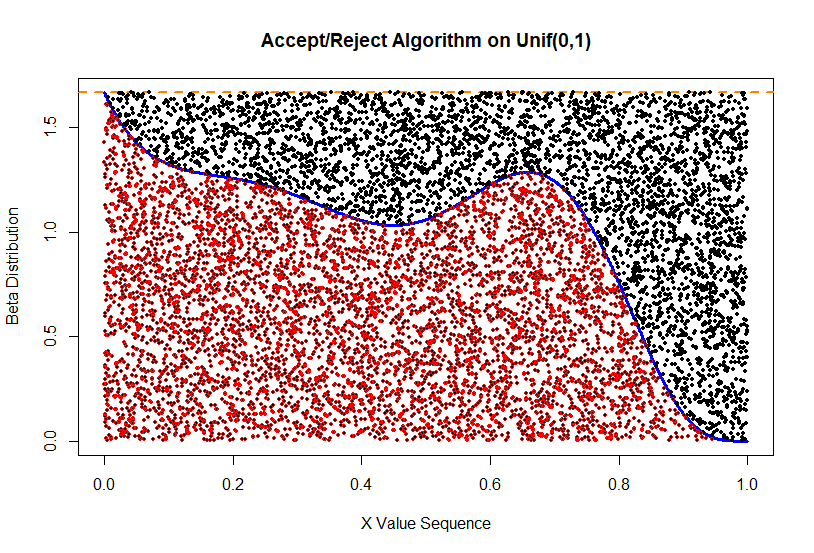 Accept/Reject Algorithm on Unif(0,1)
Beta Distribution
1.5
1.0
0.5
0.0
0.0 0.2 0.4 0.6 0.8 1.0
X Value Sequence